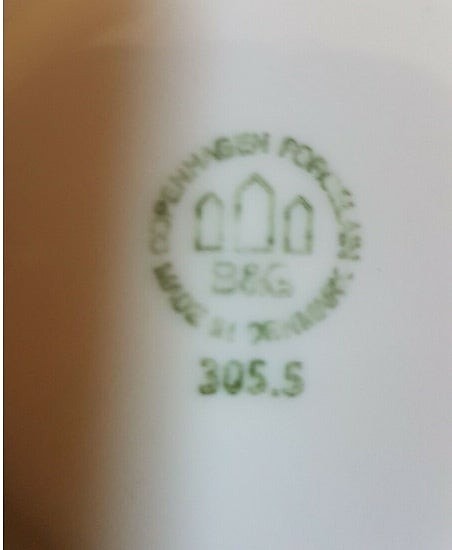 COPENHAGEN PORCELAIN
B&G
MADE IN DENMARK
305.5